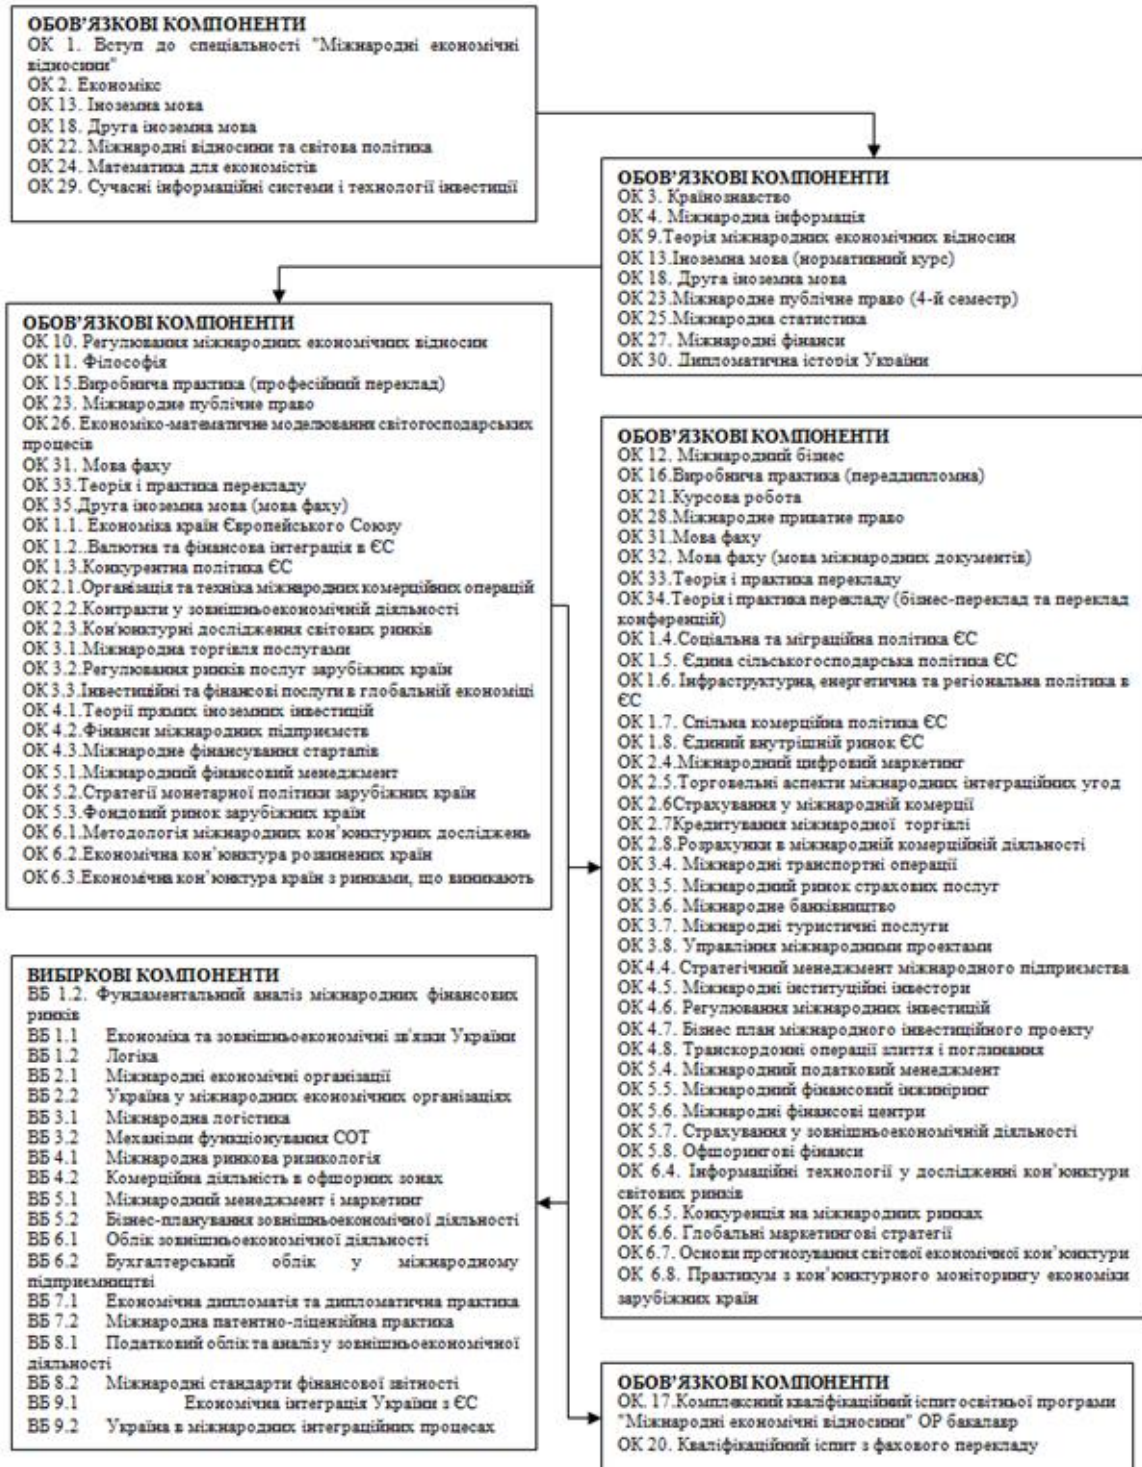 ОБОВ’ЯЗКОВІ КОМПОНЕНТИ
ОК 1. Вступ до спеціальності "Міжнародні економічні
відносини"
ОК 2. Економікс
ОК 13. Іноземна мова
ОК 18. Друга іноземна мова
ОК 22. Міжнародні відносини та світова політика
ОК 24. Математика для економістів
ОК 29. Сучасні інформаційні системи і технології інвестиції
ОБОВ’ЯЗКОВІ КОМПОНЕНТИ
ОК 3. Країнознавство
ОК 4. Міжнародна інформація
ОК 9.Теорія міжнародних економічних відносин
ОК 13.Іноземна мова (нормативний курс)
ОК 18. Друга іноземна мова
ОК 23.Міжнародне публічне право (4-й семестр)
ОК 25.Міжнародна статистика
ОК 27. Міжнародні фінанси
ОК 30. Дипломатична історія України
ОБОВ’ЯЗКОВІ КОМПОНЕНТИ
ОК 10. Регулювання міжнародних економічних відносин
ОК 11. Філософія
ОК 15.Виробнича практика (професійний переклад)
ОК 23. Міжнародне публічне право
ОК 26. Економіко-математичне моделювання світогосподарських
процесів
ОК 31. Мова фаху
ОК 33.Теорія і практика перекладу
ОК 35.Друга іноземна мова (мова фаху)
ОК 1.1. Економіка країн Європейського Союзу
ОК 1.2..Валютна та фінансова інтеграція в ЄС
ОК 1.3.Конкурентна політика ЄС
ОК 2.1.Організація та техніка міжнародних комерційних операцій
ОК 2.2.Контракти у зовнішньоекономічній діяльності
ОК 2.3.Кон'юнктурні дослідження світових ринків
ОК 3.1.Міжнародна торгівля послугами
ОК 3.2.Регулювання ринків послуг зарубіжних країн
ОК 3.3.Інвестиційні та фінансові послуги в глобальній економіці
ОК 4.1.Теорії прямих іноземних інвестицій
ОК 4.2.Фінанси міжнародних підприємств
ОК 4.3.Міжнародне фінансування стартапів
ОК 5.1.Міжнародний фінансовий менеджмент
ОК 5.2.Стратегії монетарної політики зарубіжних країн
ОК 5.3.Фондовий ринок зарубіжних країн
ОК 6.1.Методологія міжнародних кон’юнктурних досліджень
ОК 6.2.Економічна кон’юнктура розвинених країн
ОК 6.3.Економічна кон’юнктура країн з ринками, що виникають
ОБОВ’ЯЗКОВІ КОМПОНЕНТИ
ОК 12. Міжнародний бізнес
ОК 16.Виробнича практика (переддипломна)
ОК 21.Курсова робота
ОК 28.Міжнародне приватне право
ОК 31.Мова фаху
ОК 32. Мова фаху (мова міжнародних документів)
ОК 33.Теорія і практика перекладу
ОК 34.Теорія і практика перекладу (бізнес-переклад та переклад
конференцій)
ОК 1.4.Соціальна та міграційна політика ЄС
ОК 1.5. Єдина сільськогосподарська політика ЄС
ОК 1.6. Інфраструктурна, енергетична та регіональна політика в
ЄС
ОК 1.7. Спільна комерційна політика ЄС
ОК 1.8. Єдиний внутрішній ринок ЄС
ОК 2.4.Міжнародний цифровий маркетинг
ОК 2.5.Торговельні аспекти міжнародних інтеграційних угод
ОК 2.6Страхування у міжнародній комерції
ОК 2.7Кредитування міжнародної торгівлі
ОК 2.8.Розрахунки в міжнародній комерційній діяльності
ОК 3.4. Міжнародні транспортні операції
ОК 3.5. Міжнародний ринок страхових послуг
ОК 3.6. Міжнародне банківництво
ОК 3.7. Міжнародні туристичні послуги
ОК 3.8. Управління міжнародними проектами
ОК 4.4. Стратегічний менеджмент міжнародного підприємства
ОК 4.5. Міжнародні інституційні інвестори
ОК 4.6. Регулювання міжнародних інвестицій
ОК 4.7. Бізнес план міжнародного інвестиційного проекту
ОК 4.8. Транскордонні операції злиття і поглинання
ОК 5.4. Міжнародний податковий менеджмент
ОК 5.5. Міжнародний фінансовий інжиніринг
ОК 5.6. Міжнародні фінансові центри
ОК 5.7. Страхування у зовнішньоекономічній діяльності
ОК 5.8. Офшорингові фінанси
ОК 6.4. Інформаційні технології у дослідженні кон’юнктури
світових ринків
ОК 6.5. Конкуренція на міжнародних ринках
ОК 6.6. Глобальні маркетингові стратегії
ОК 6.7. Основи прогнозування світової економічної кон’юнктури
ОК 6.8. Практикум з кон’юнктурного моніторингу економіки
зарубіжних країн
ВИБІРКОВІ КОМПОНЕНТИ
ВБ 1.2. Фундаментальний аналіз міжнародних фінансових
ринків
ВБ 1.1 Економіка та зовнішньоекономічні зв'язки України
ВБ 1.2 Логіка
ВБ 2.1 Міжнародні економічні організації
ВБ 2.2 Україна у міжнародних економічних організаціях
ВБ 3.1 Міжнародна логістика
ВБ 3.2 Механізми функціонування СОТ
ВБ 4.1 Міжнародна ринкова ризикологія
ВБ 4.2 Комерційна діяльність в офшорних зонах
ВБ 5.1 Міжнародний менеджмент і маркетинг
ВБ 5.2 Бізнес-планування зовнішньоекономічної діяльності
ВБ 6.1 Облік зовнішньоекономічної діяльності
ВБ 6.2 Бухгалтерський облік у міжнародному
підприємництві
ВБ 7.1 Економічна дипломатія та дипломатична практика
ВБ 7.2 Міжнародна патентно-ліцензійна практика
ВБ 8.1 Податковий облік та аналіз у зовнішньоекономічної
діяльності
ВБ 8.2 Міжнародні стандарти фінансової звітності
ВБ 9.1 Економічна інтеграція України з ЄС
ВБ 9.2 Україна в міжнародних інтеграційних процесах
ОБОВ’ЯЗКОВІ КОМПОНЕНТИ
ОК. 17.Комплексний кваліфікаційний іспит освітньої програми
"Міжнародні економічні відносини" ОР бакалавр
ОК 20. Кваліфікаційний іспит з фахового перекладу